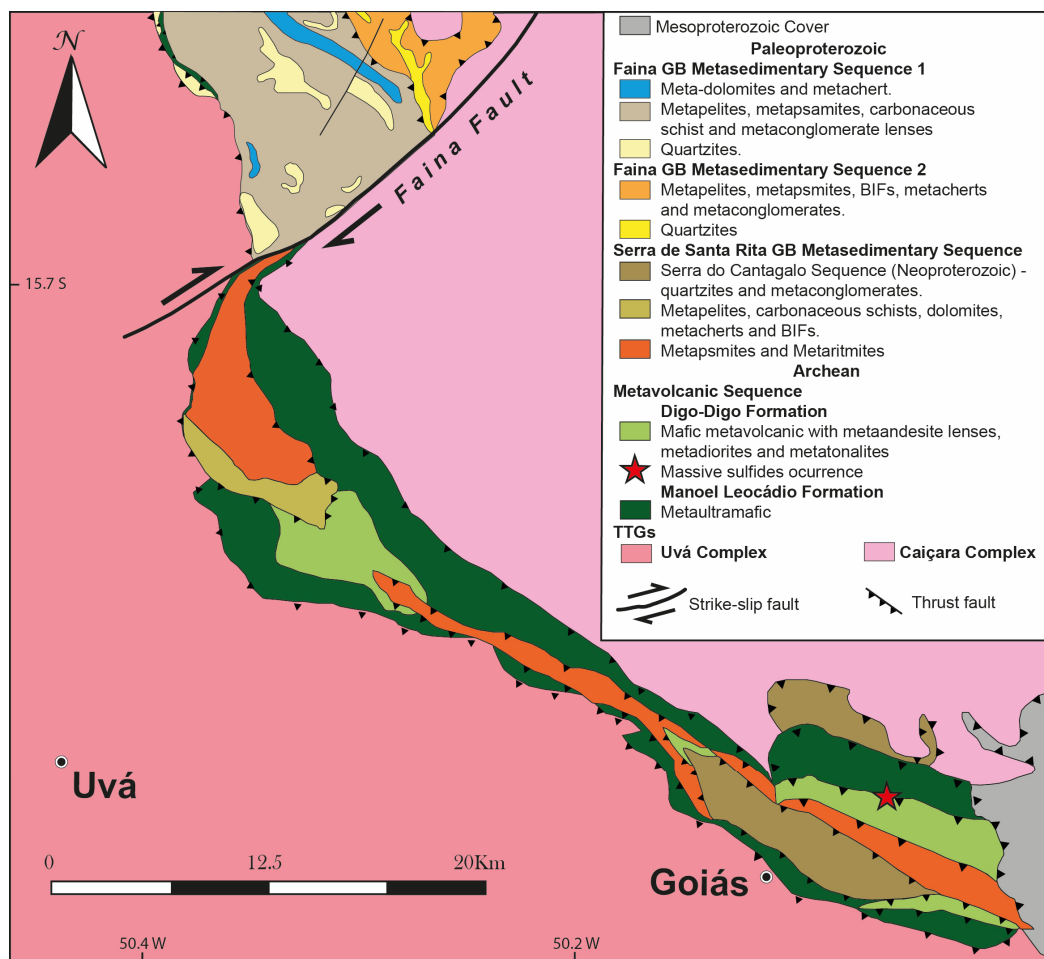 N
Faina Fault
15.7 S
Uvá
0 12.5 20Km
Goiás
50.4 W
50.2 W
Mesoproterozoic Cover
Paleoproterozoic
Faina GB Metasedimentary Sequence 1
Meta-dolomites and metachert.
Metapelites, metapsamites, carbonaceous
schist and metaconglomerate lenses
Quartzites.
Faina GB Metasedimentary Sequence 2
Metapelites, metapsmites, BIFs, metacherts
and metaconglomerates.
Quartzites
Serra de Santa Rita GB Metasedimentary Sequence
Serra do Cantagalo Sequence (Neoproterozoic) -
quartzites and metaconglomerates.
Metapelites, carbonaceous schists, dolomites,
metacherts and BIFs.
Metapsmites and Metaritmites
Archean
Metavolcanic Sequence
Digo-Digo Formation
Mafic metavolcanic with metaandesite lenses,
metadiorites and metatonalites
Massive sulfides ocurrence
Manoel Leocádio Formation
Metaultramafic
TTGs
Uvá Complex
Caiçara Complex
Strike-slip fault
Thrust fault